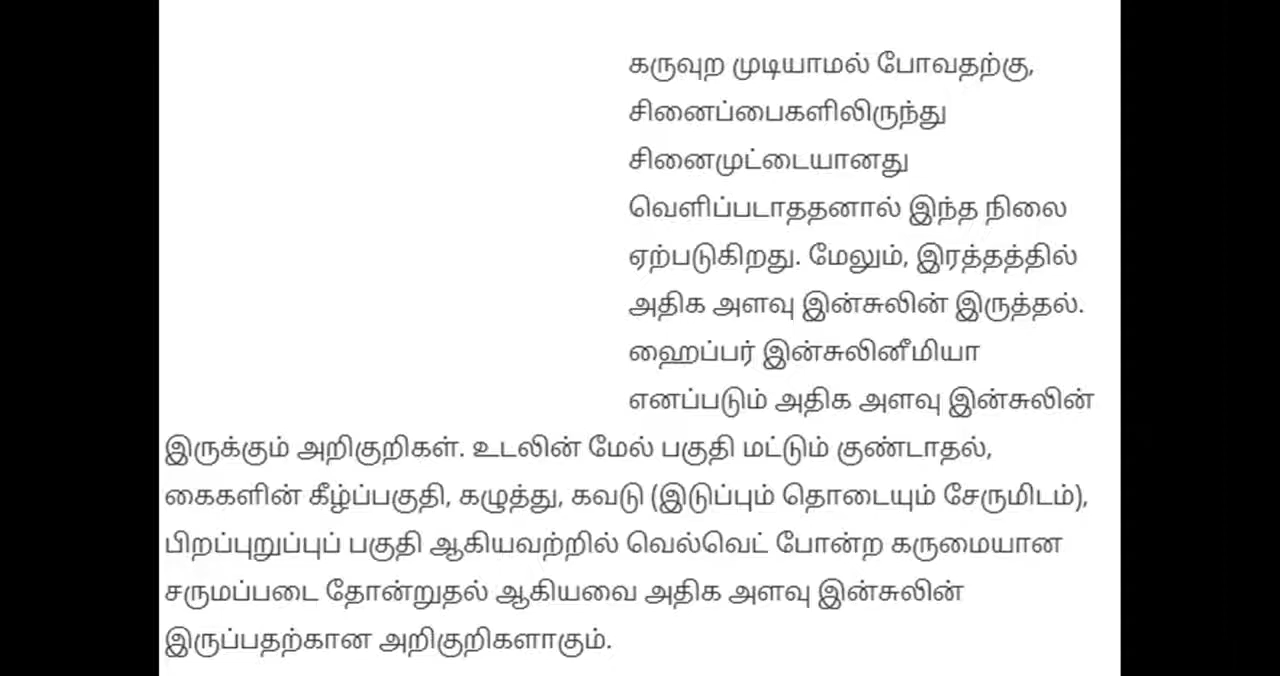 கருவுற முடியாமல் போவதற்கு,
சினைப்பைகளிலிருந்து
சினைமுட்டையானது
வெளிப்படாததனால் இந்த நிலை
ஏற்படுகிறது. மேலும், இரத்தத்தில்
அதிக அளவு இன்சுலின் இருத்தல்.
ஹைப்பர் இன்சுலினீமியா
எனப்படும் அதிக அளவு இன்சுலின்
இருக்கும் அறிகுறிகள். உடலின் மேல் பகுதி மட்டும் குண்டாதல்,
கைகளின் கீழ்ப்பகுதி, கழுத்து, கவடு (இடுப்பும் தொடையும் சேருமிடம்),
பிறப்புறுப்புப் பகுதி ஆகியவற்றில் வெல்வெட் போன்ற கருமையான
சருமப்படை தோன்றுதல் ஆகியவை அதிக அளவு இன்சுலின்
இருப்பதற்கான அறிகுறிகளாகும்.